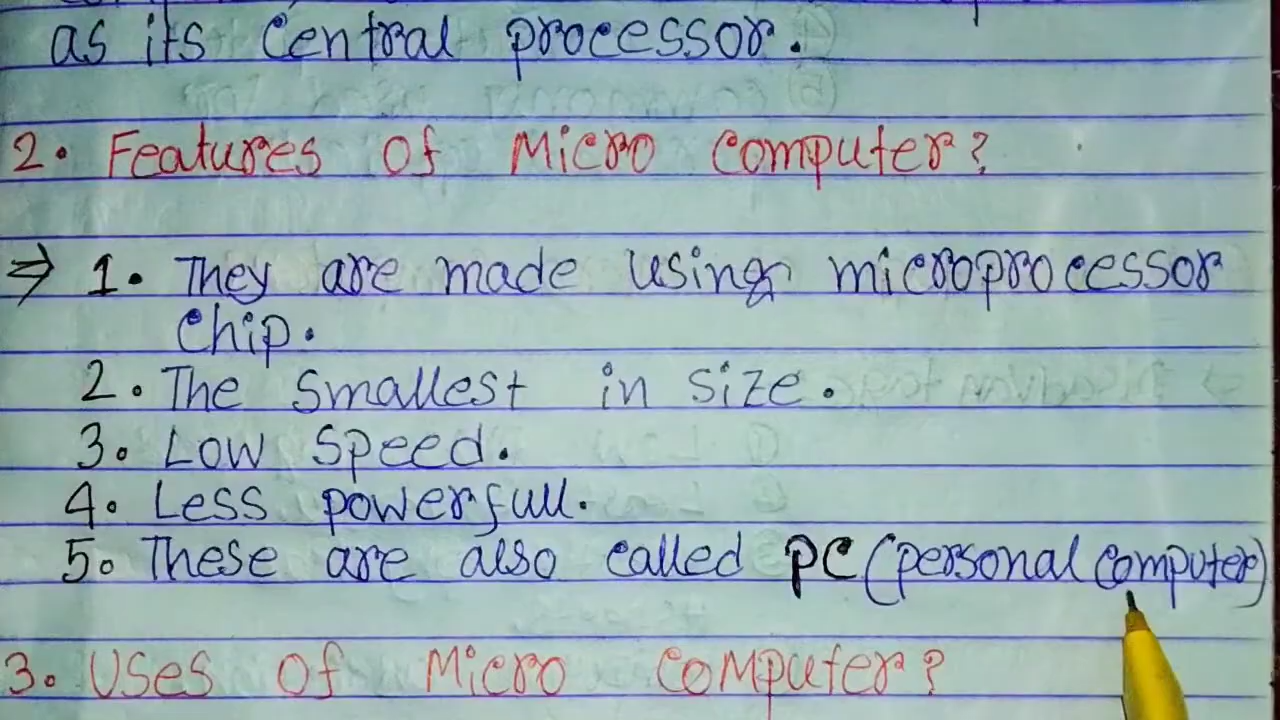 as its central processor.
2. Features of Micro computer?
⇒ 1. They are made using microprocessor
chip.
2. The smallest in size.
3. Low speed.
4. Less powerfull.
5. These are also called PC (personal computer)
3. Uses of Micro computer?